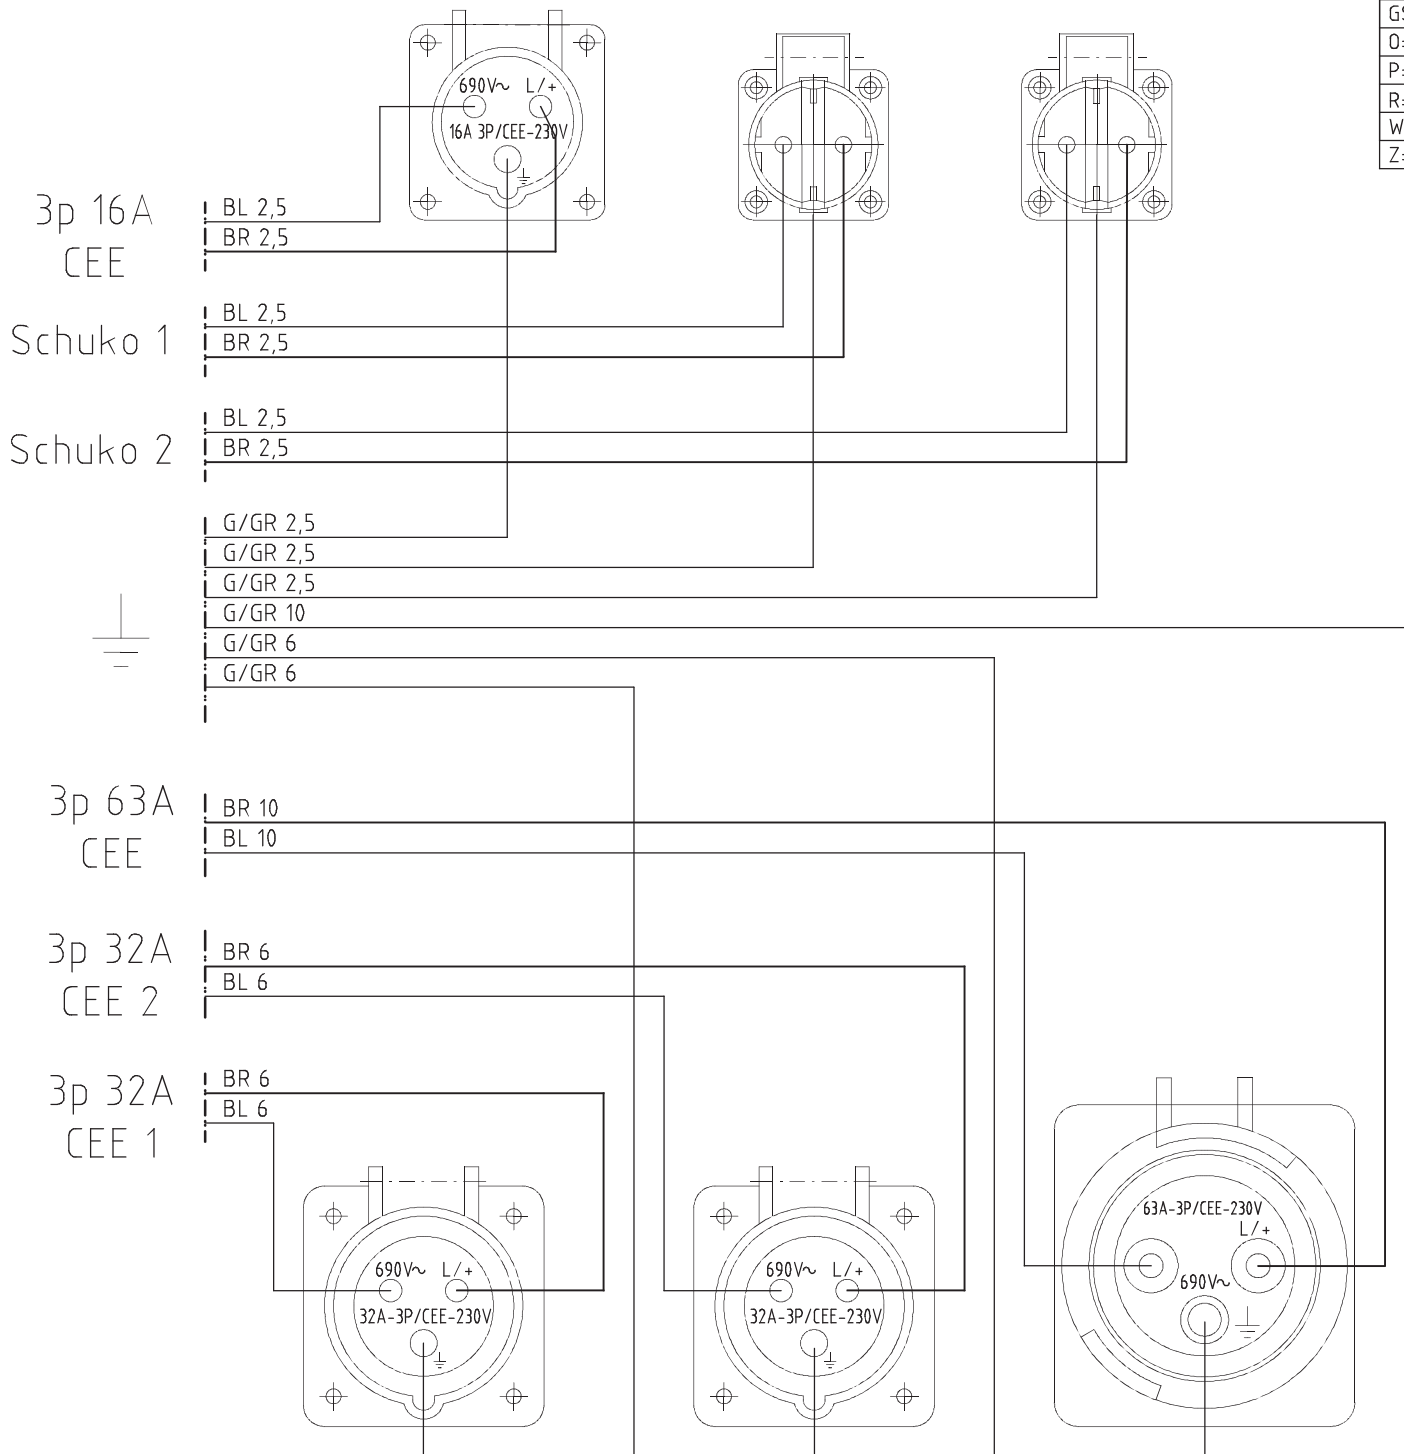 GS
O=
P=
R=
W
Z=
690V~ L/+
16A 3P/CEE-230V
3p 16A
CEE
BL 2,5
BR 2,5
Schuko 1
BL 2,5
BR 2,5
Schuko 2
BL 2,5
BR 2,5
G/GR 2,5
G/GR 2,5
G/GR 2,5
G/GR 10
G/GR 6
G/GR 6
3p 63A
CEE
BR 10
BL 10
3p 32A
CEE 2
BR 6
BL 6
3p 32A
CEE 1
BR 6
BL 6
690V~ L/+
32A-3P/CEE-230V
690V~ L/+
32A-3P/CEE-230V
63A-3P/CEE-230V
L/+
690V~